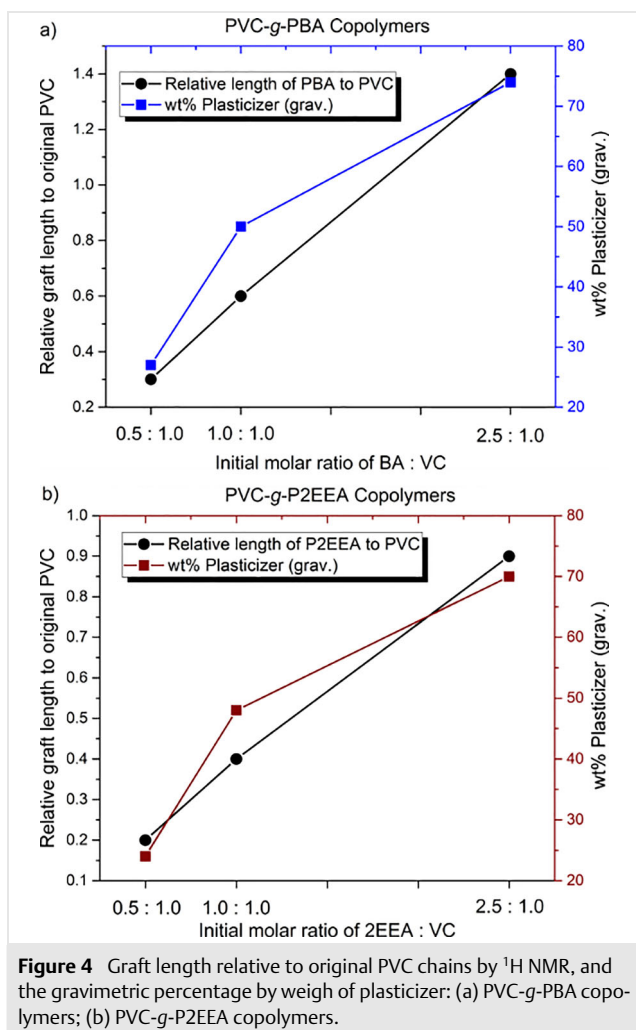 a)
PVC-g-PBA Copolymers
Relative length of PBA to PVC
wt% Plasticizer (grav.)
Relative graft length to original PVC
1.4
1.2
1.0
0.8
0.6
0.4
0.2
80
70
60
50
40
30
20
wt% Plasticizer (grav.)
0.5 : 1.0 1.0 : 1.0 2.5 : 1.0
Initial molar ratio of BA : VC
b)
PVC-g-P2EEA Copolymers
Relative length of P2EEA to PVC
wt% Plasticizer (grav.)
Relative graft length to original PVC
1.0
0.9
0.8
0.7
0.6
0.5
0.4
0.3
0.2
0.1
80
70
60
50
40
30
20
wt% Plasticizer (grav.)
0.5 : 1.0 1.0 : 1.0 2.5 : 1.0
Initial molar ratio of 2EEA : VC
Figure 4 Graft length relative to original PVC chains by ¹H NMR, and
the gravimetric percentage by weigh of plasticizer: (a) PVC-g-PBA copo-
lymers; (b) PVC-g-P2EEA copolymers.